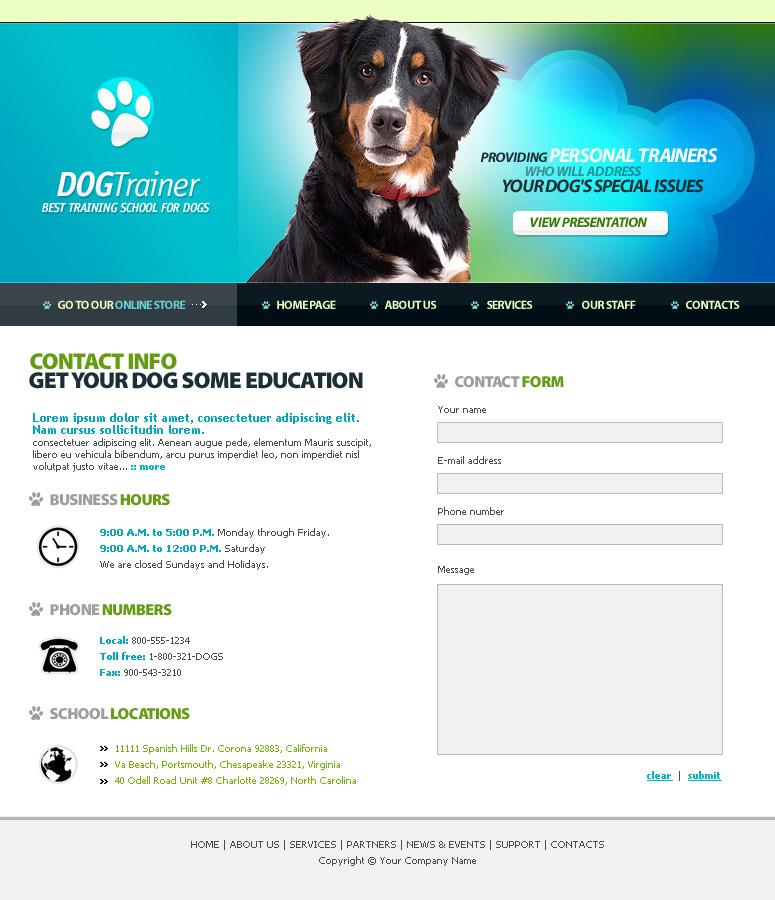 DOGTrainer
BEST TRAINING SCHOOL FOR DOGS
PROVIDING PERSONAL TRAINERS
WHO WILL ADDRESS
YOUR DOG'S SPECIAL ISSUES
VIEW PRESENTATION
GO TO OUR ONLINE STORE
HOME PAGE
ABOUT US
SERVICES
OUR STAFF
CONTACTS
CONTACT INFO
GET YOUR DOG SOME EDUCATION
Lorem ipsum dolor sit amet, consectetuer adipiscing elit.
Nam cursus sollicitudin lorem.
consectetuer adipiscing elit. Aenean augue pede, elementum Mauris suscipit,
libero eu vehicula bibendum, arcu purus imperdiet leo, non imperdiet nisl
volutpat justo vitae... :: more
BUSINESS HOURS
9:00 A.M. to 5:00 P.M. Monday through Friday.
9:00 A.M. to 12:00 P.M. Saturday
We are closed Sundays and Holidays.
PHONE NUMBERS
Local: 800-555-1234
Toll free: 1-800-321-DOGS
Fax: 900-543-3210
SCHOOL LOCATIONS
11111 Spanish Hills Dr. Corona 92883, California
Va Beach, Portsmouth, Chesapeake 23321, Virginia
40 Odell Road Unit #8 Charlotte 28269, North Carolina
CONTACT FORM
Your name
E-mail address
Phone number
Message
clear | submit
HOME | ABOUT US | SERVICES | PARTNERS | NEWS & EVENTS | SUPPORT | CONTACTS
Copyright © Your Company Name